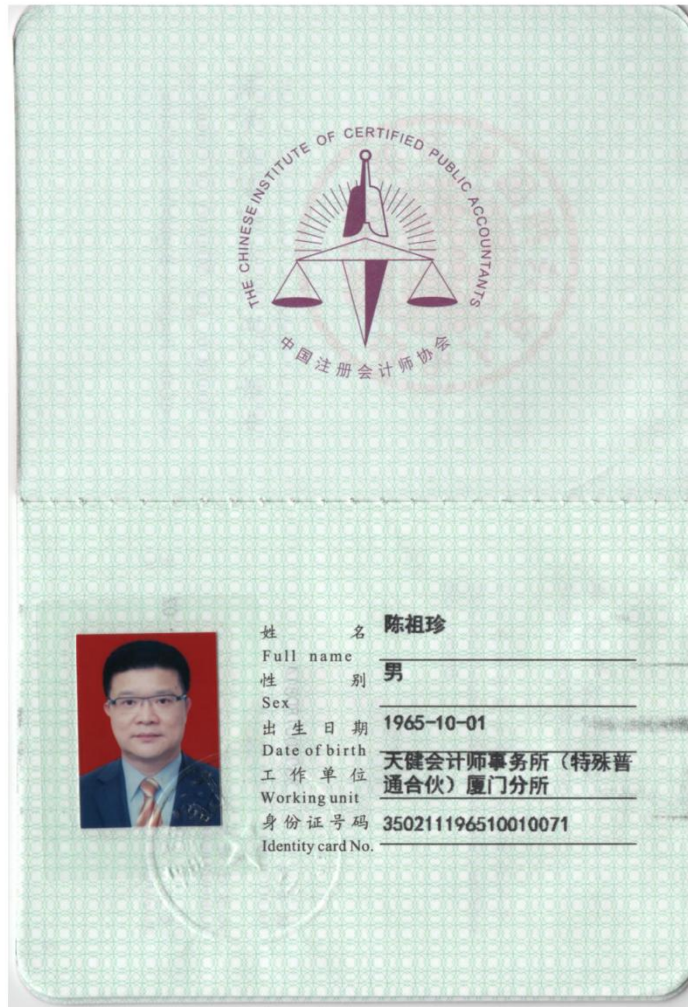 THE CHINESE INSTITUTE OF CERTIFIED PUBLIC ACCOUNTANTS
中国注册会计师协会
姓 名 陈祖珍
Full name
性 别 男
Sex
出生日期 1965-10-01
Date of birth
工作单位 天健会计师事务所（特殊普
通合伙）厦门分所
Working unit
身份证号码 350211196510010071
Identity card No.